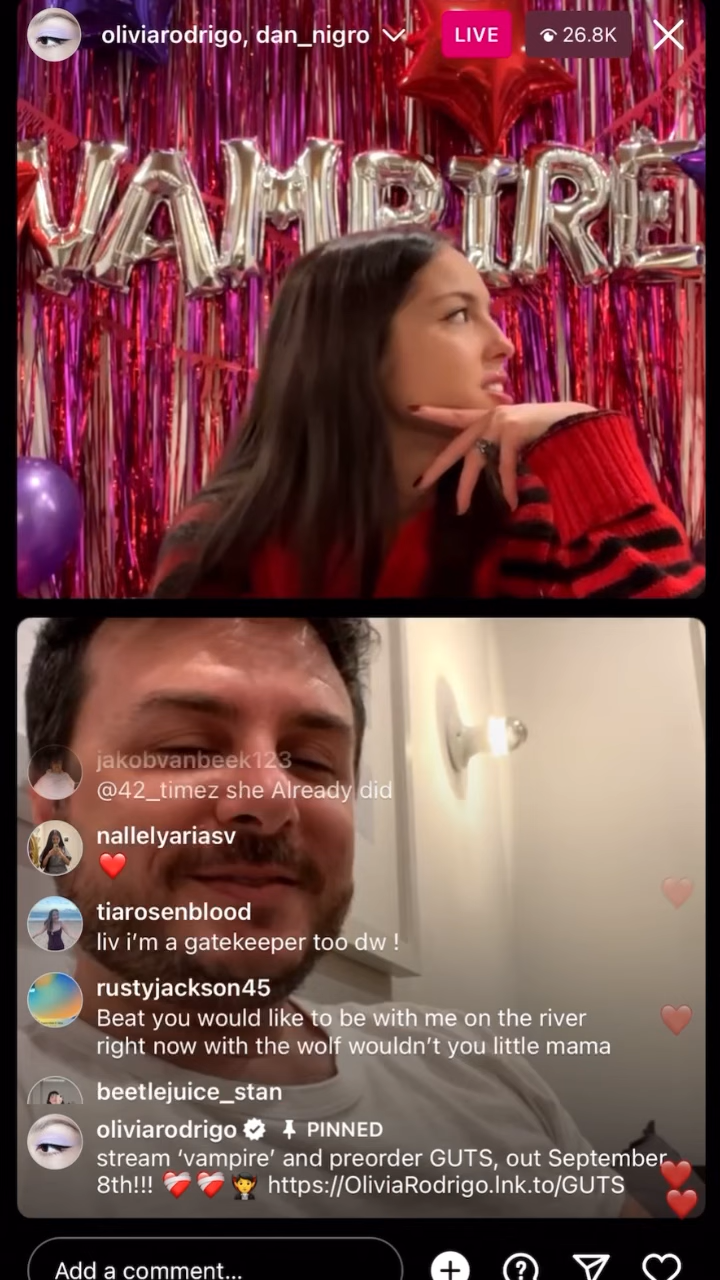 oliviarodrigo, dan_nigro
LIVE
26.8K
VAMPIRE
jakobvanbeek123
@42_timez she Already did
nallelyariasv
❤️
tiarosenblood
liv i’m a gatekeeper too dw !
rustyjackson45
Beat you would like to be with me on the river
right now with the wolf wouldn’t you little mama
beetlejuice_stan
oliviarodrigo PINNED
stream ‘vampire’ and preorder GUTS, out September
8th!!! ❤️‍🩹❤️‍🩹🧛 https://OliviaRodrigo.lnk.to/GUTS
Add a comment...